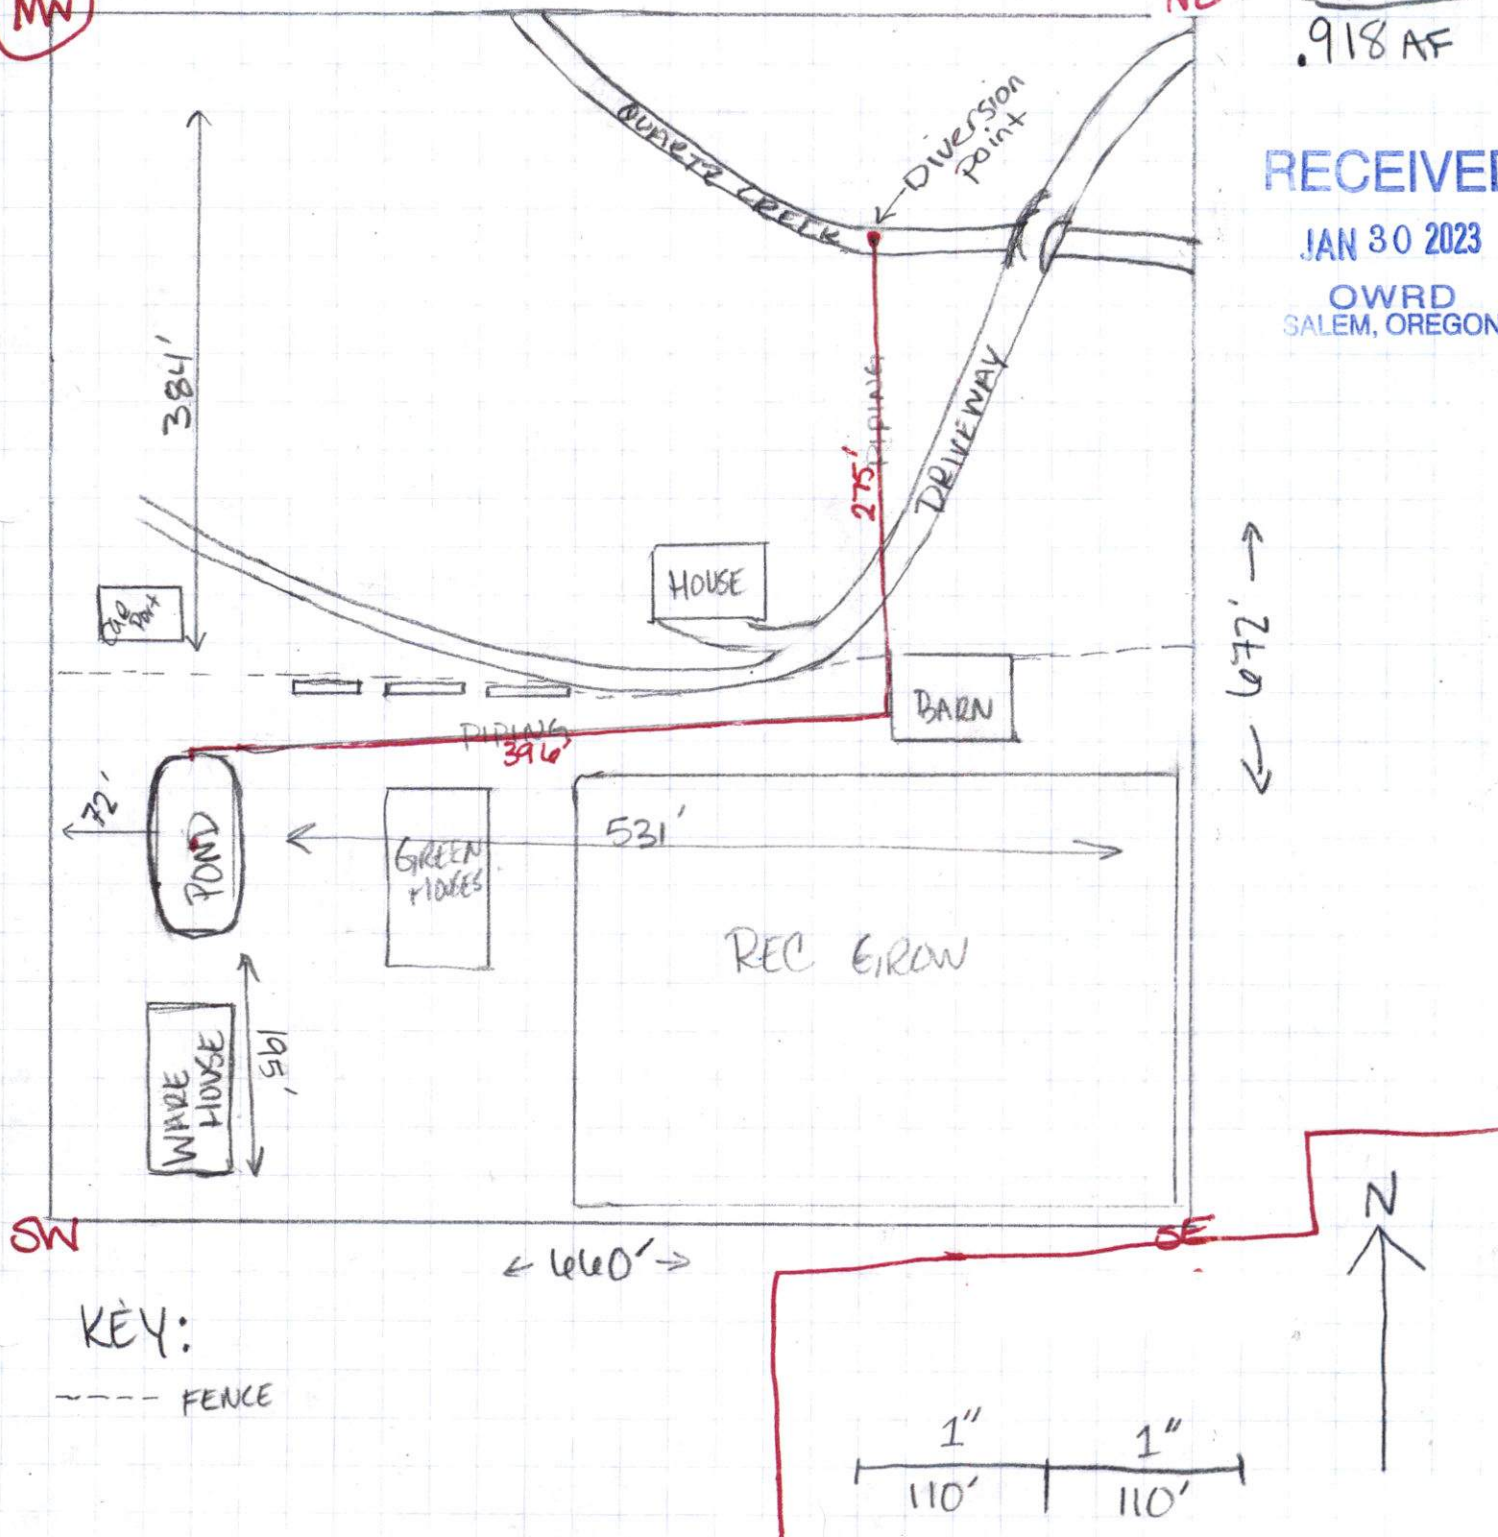 NW
.918 AF
RECEIVE
JAN 30 2023
OWRD
SALEM, OREGON
Diversion
point
QUARTZ CREEK
384'
PIPING
275'
DRIVEWAY
HOUSE
Car
Port
672'
BARN
PIPING
396'
72'
POND
531'
GREEN
HOUSES
REC GROW
WARE
HOUSE
195'
SW
SE
660'
N
KEY:
---- FENCE
1" 1"
110' 110'